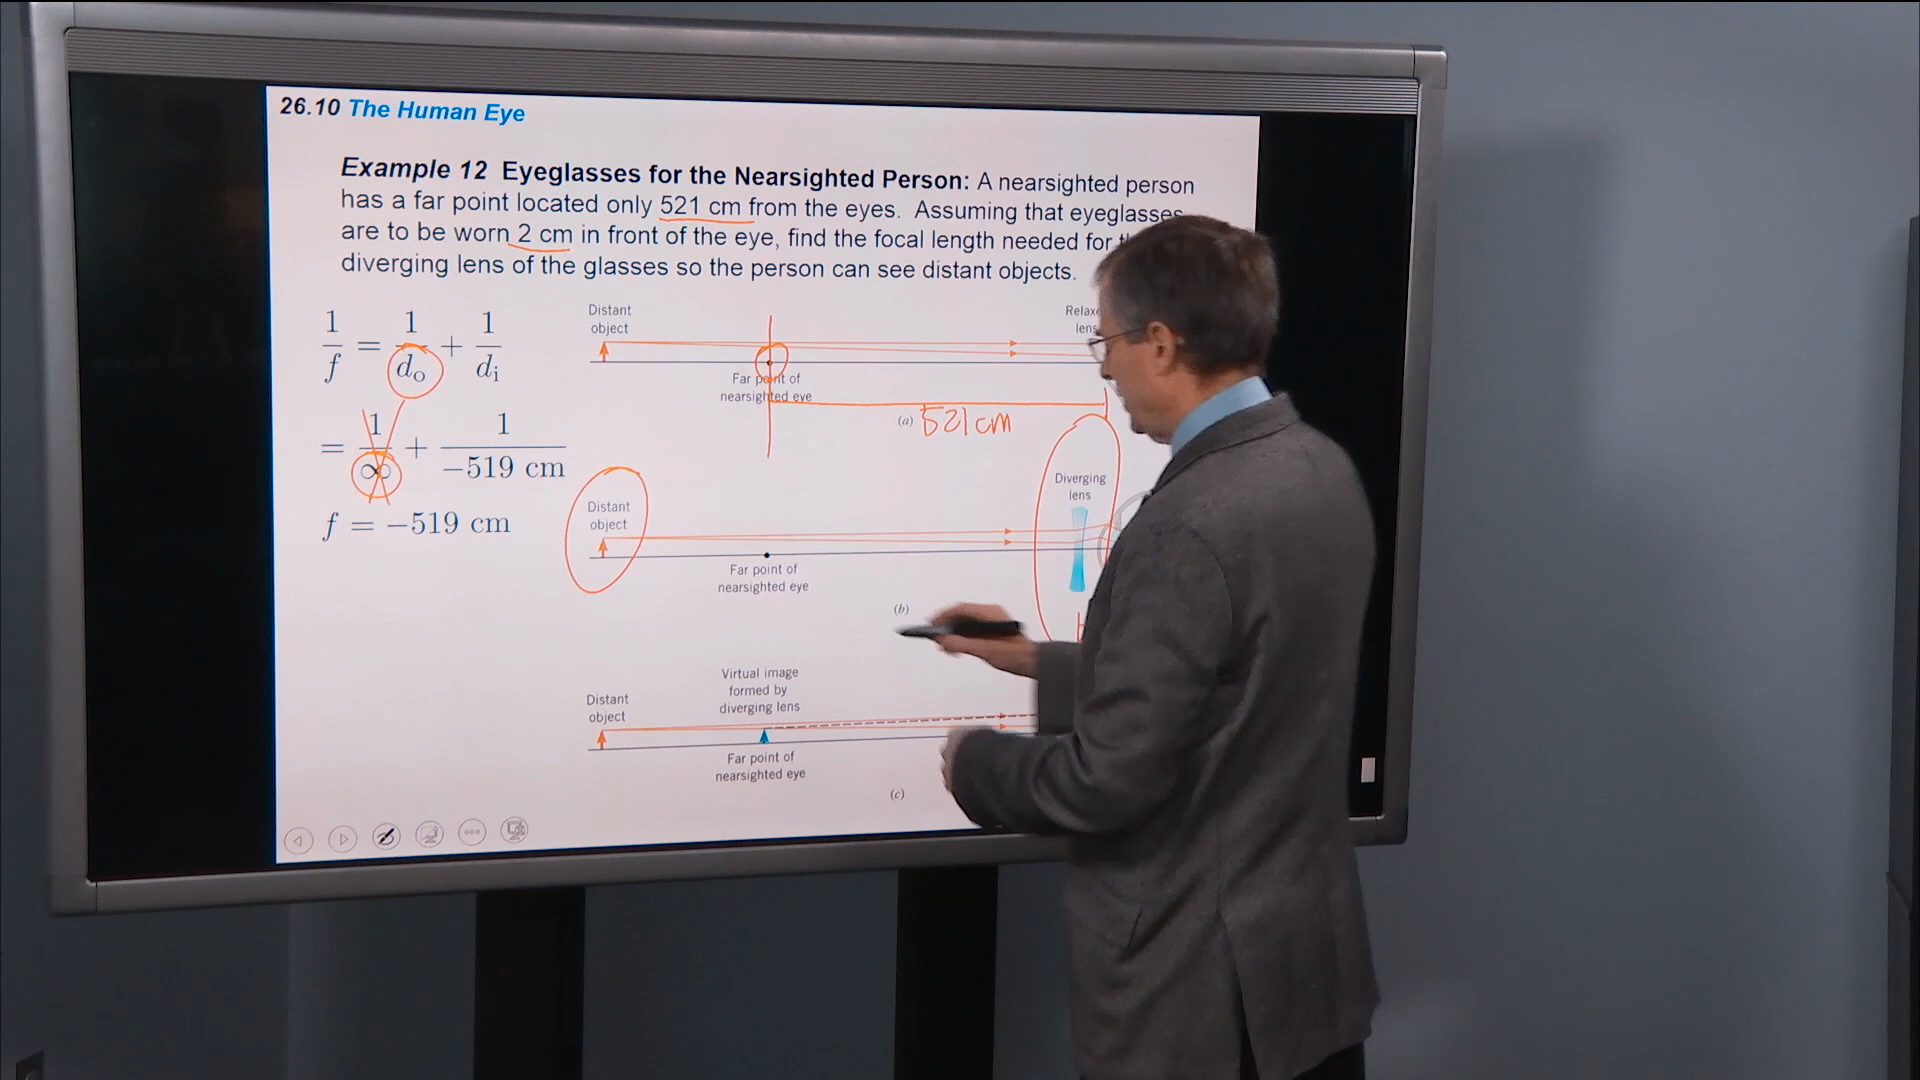 26.10 The Human Eye
Example 12 Eyeglasses for the Nearsighted Person: A nearsighted person
has a far point located only 521 cm from the eyes. Assuming that eyeglasses
are to be worn 2 cm in front of the eye, find the focal length needed for
diverging lens of the glasses so the person can see distant objects.
1/f = 1/do + 1/di
= 1/∞ + 1/−519 cm
f = −519 cm
Distant
object
Far point of
nearsighted eye
lens
(a)
521 cm
Distant
object
Far point of
nearsighted eye
Diverging
lens
(b)
Distant
object
Virtual image
formed by
diverging lens
Far point of
nearsighted eye
(c)